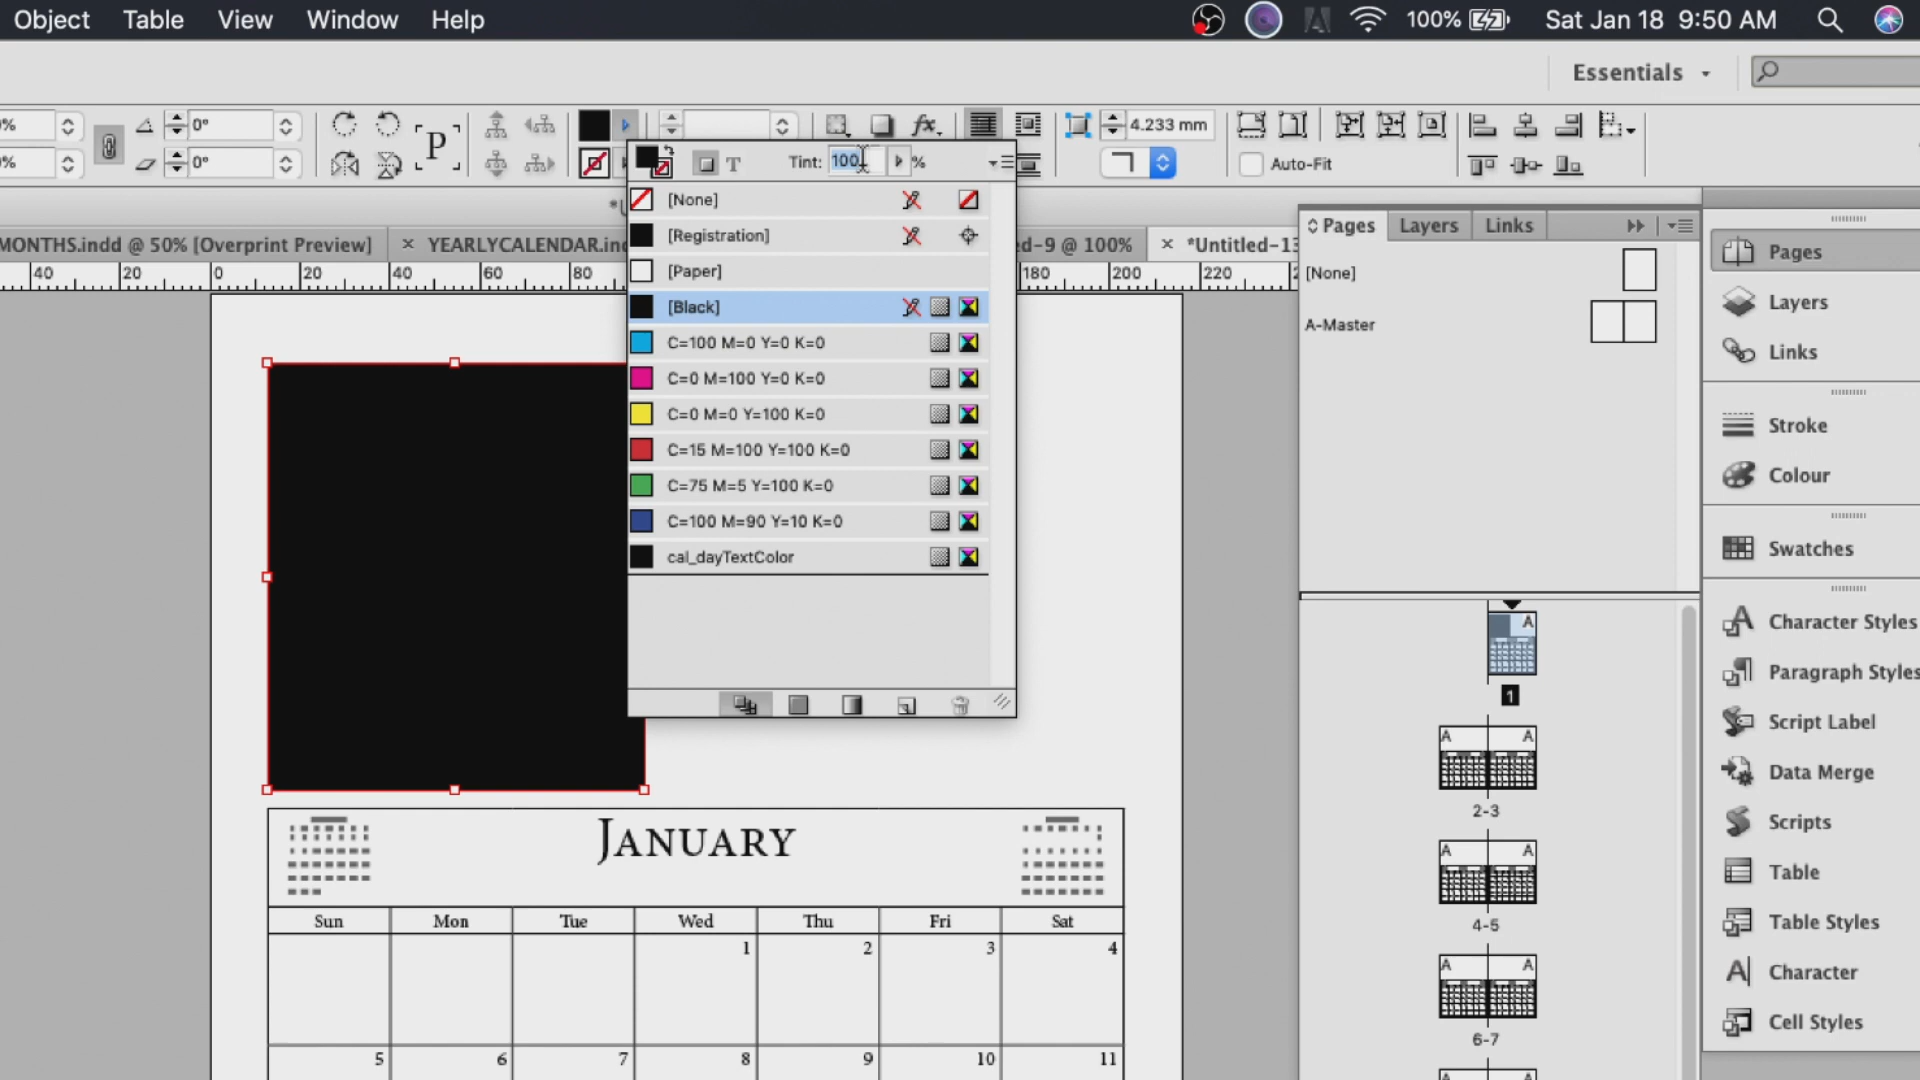 Object Table View Window Help 100% Sat Jan 18 9:50 AM
Essentials
0° 4.233 mm
0° Auto-Fit
Tint: 100 %
[None]
[Registration]
[Paper]
[Black]
C=100 M=0 Y=0 K=0
C=0 M=100 Y=0 K=0
C=0 M=0 Y=100 K=0
C=15 M=100 Y=100 K=0
C=75 M=5 Y=100 K=0
C=100 M=90 Y=10 K=0
cal_dayTextColor
MONTHS.indd @ 50% [Overprint Preview] YEARLYCALENDAR.in ed-9 @ 100% *Untitled-13
40 20 0 20 40 60 80 180 200 220
Pages Layers Links
[None]
A-Master
A
1
A A
2-3
A A
4-5
A A
6-7
Pages
Layers
Links
Stroke
Colour
Swatches
Character Styles
Paragraph Styles
Script Label
Data Merge
Scripts
Table
Table Styles
Character
Cell Styles
January
Sun Mon Tue Wed Thu Fri Sat
1 2 3 4
5 6 7 8 9 10 11